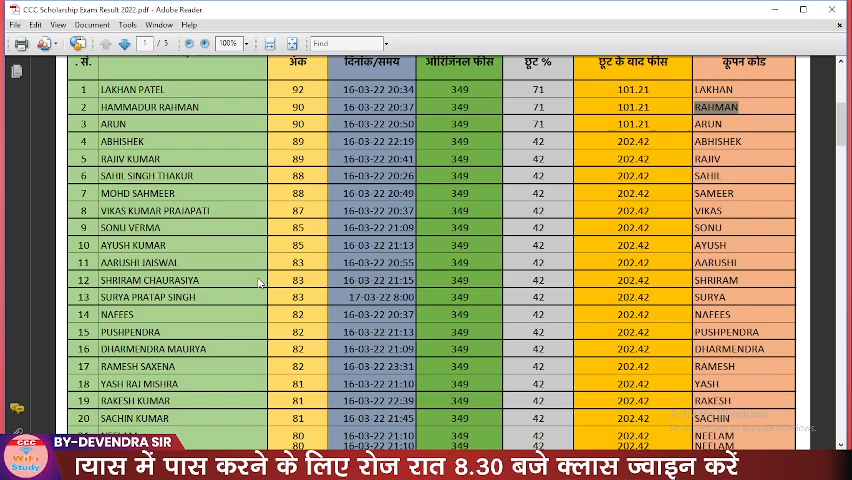 CCC Scholarship Exam Result 2022.pdf - Adobe Reader
File Edit View Document Tools Window Help
1 / 5 100% Find
. सं. अंक दिनांक/समय ओरिजिनल फीस छूट % छूट के बाद फीस कूपन कोड
1 LAKHAN PATEL 92 16-03-22 20:34 349 71 101.21 LAKHAN
2 HAMMADUR RAHMAN 90 16-03-22 20:37 349 71 101.21 RAHMAN
3 ARUN 90 16-03-22 20:50 349 71 101.21 ARUN
4 ABHISHEK 89 16-03-22 22:19 349 42 202.42 ABHISHEK
5 RAJIV KUMAR 89 16-03-22 20:41 349 42 202.42 RAJIV
6 SAHIL SINGH THAKUR 88 16-03-22 20:26 349 42 202.42 SAHIL
7 MOHD SAHMEER 88 16-03-22 20:49 349 42 202.42 SAMEER
8 VIKAS KUMAR PRAJAPATI 87 16-03-22 20:37 349 42 202.42 VIKAS
9 SONU VERMA 85 16-03-22 21:09 349 42 202.42 SONU
10 AYUSH KUMAR 85 16-03-22 21:13 349 42 202.42 AYUSH
11 AARUSHI JAISWAL 83 16-03-22 20:55 349 42 202.42 AARUSHI
12 SHRIRAM CHAURASIYA 83 16-03-22 21:15 349 42 202.42 SHRIRAM
13 SURYA PRATAP SINGH 83 17-03-22 8:00 349 42 202.42 SURYA
14 NAFEES 82 16-03-22 20:37 349 42 202.42 NAFEES
15 PUSHPENDRA 82 16-03-22 21:13 349 42 202.42 PUSHPENDRA
16 DHARMENDRA MAURYA 82 16-03-22 21:09 349 42 202.42 DHARMENDRA
17 RAMESH SAXENA 82 16-03-22 23:31 349 42 202.42 RAMESH
18 YASH RAJ MISHRA 81 16-03-22 21:10 349 42 202.42 YASH
19 RAKESH KUMAR 81 16-03-22 22:39 349 42 202.42 RAKESH
20 SACHIN KUMAR 81 16-03-22 21:45 349 42 202.42 SACHIN
80 16-03-22 21:10 349 42 202.42 NEELAM
80 16-03-22 21:10 349 42 202.42 NEELAM
BY-DEVENDRA SIR
CCC
WiFi
Study
यास में पास करने के लिए रोज रात 8.30 बजे क्लास ज्वाइन करें